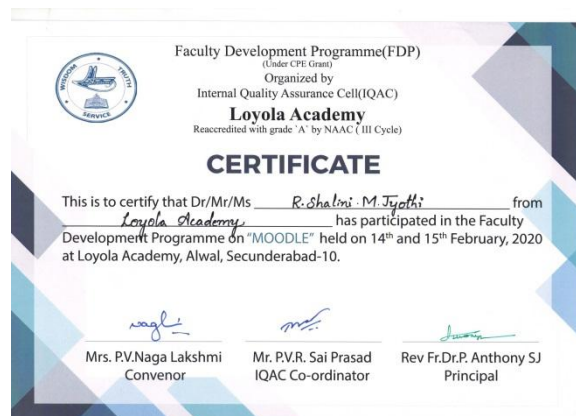 WISDOM TRUTH SERVICE
Faculty Development Programme(FDP)
(Under CPE Grant)
Organized by
Internal Quality Assurance Cell(IQAC)
Loyola Academy
Reaccredited with grade `A` by NAAC ( III Cycle)
CERTIFICATE
This is to certify that Dr/Mr/Ms R. Shalini . M. Jyothi from
Loyola Academy has participated in the Faculty
Development Programme on "MOODLE" held on 14th and 15th February, 2020
at Loyola Academy, Alwal, Secunderabad-10.
Mrs. P.V.Naga Lakshmi Mr. P.V.R. Sai Prasad Rev Fr.Dr.P. Anthony SJ
Convenor IQAC Co-ordinator Principal